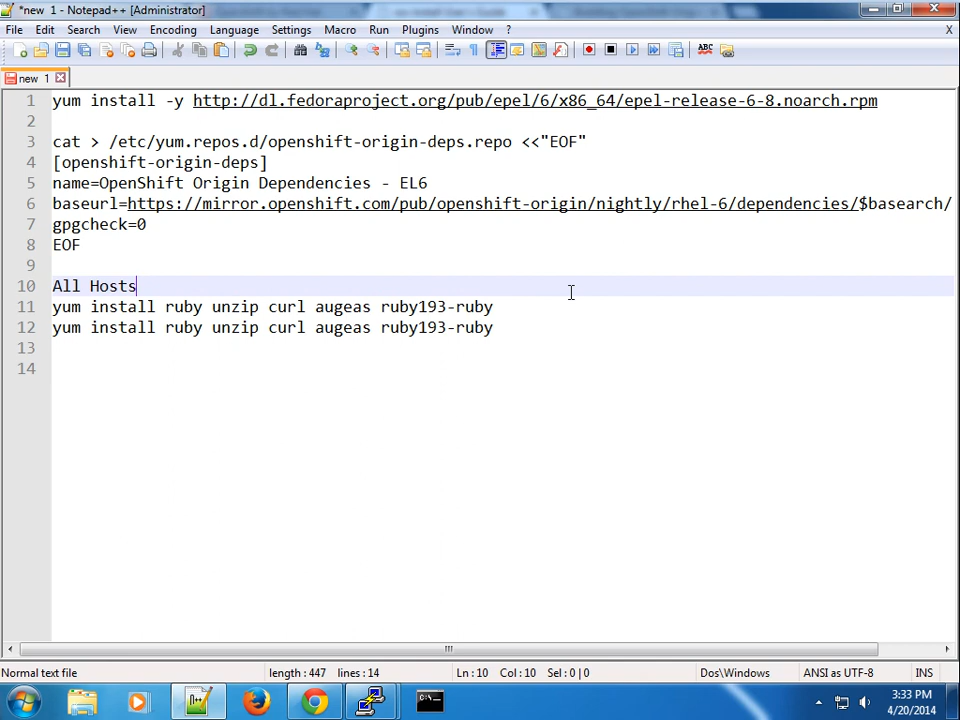 *new 1 - Notepad++ [Administrator]
File Edit Search View Encoding Language Settings Macro Run Plugins Window ? X
ABC
new 1
1 yum install -y http://dl.fedoraproject.org/pub/epel/6/x86_64/epel-release-6-8.noarch.rpm
2
3 cat > /etc/yum.repos.d/openshift-origin-deps.repo <<"EOF"
4 [openshift-origin-deps]
5 name=OpenShift Origin Dependencies - EL6
6 baseurl=https://mirror.openshift.com/pub/openshift-origin/nightly/rhel-6/dependencies/$basearch/
7 gpgcheck=0
8 EOF
9
10 All Hosts
11 yum install ruby unzip curl augeas ruby193-ruby
12 yum install ruby unzip curl augeas ruby193-ruby
13
14
Normal text file length : 447 lines : 14 Ln : 10 Col : 10 Sel : 0 | 0 Dos\Windows ANSI as UTF-8 INS
3:33 PM
4/20/2014